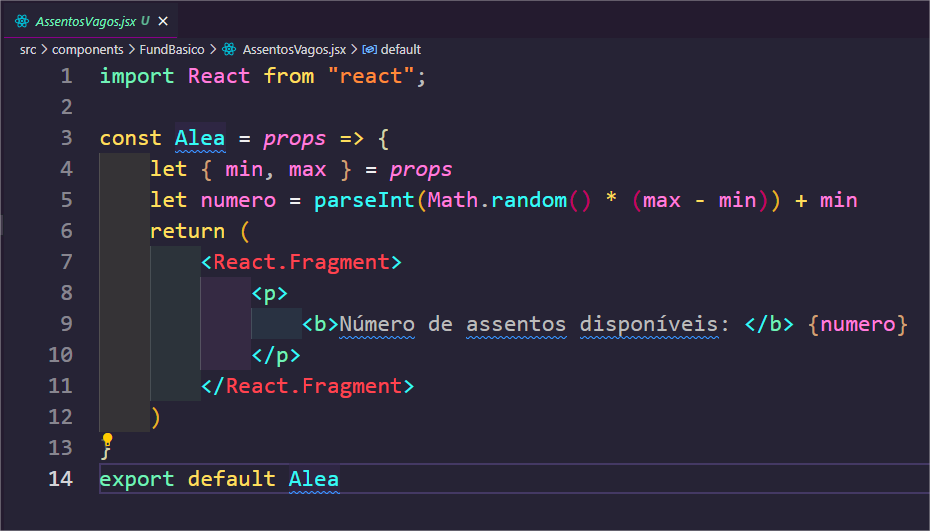 AssentosVagos.jsx U ×
src > components > FundBasico > AssentosVagos.jsx > default
1 import React from "react";
2
3 const Alea = props => {
4 let { min, max } = props
5 let numero = parseInt(Math.random() * (max - min)) + min
6 return (
7 <React.Fragment>
8 <p>
9 <b>Número de assentos disponíveis: </b> {numero}
10 </p>
11 </React.Fragment>
12 )
13 }
14 export default Alea